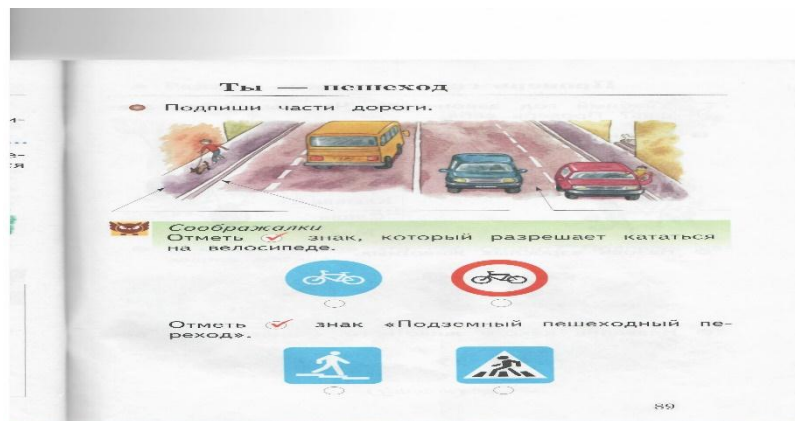 Ты — пешеход
Подпиши части дороги.
Соображалки
Отметь знак, который разрешает кататься
на велосипеде.
Отметь знак «Подземный пешеходный пе-
реход».
89